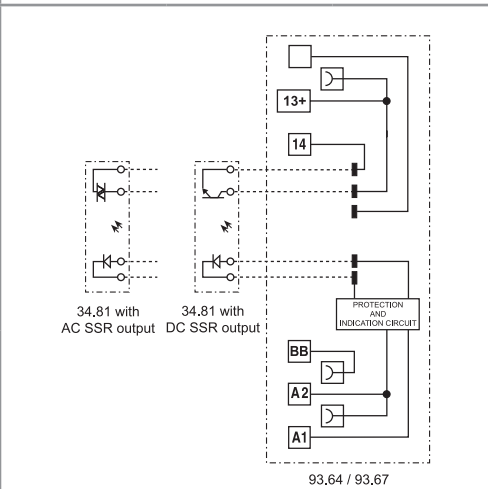 13+
14
34.81 with
AC SSR output
34.81 with
DC SSR output
PROTECTION
AND
INDICATION CIRCUIT
BB
A2
A1
93.64 / 93.67